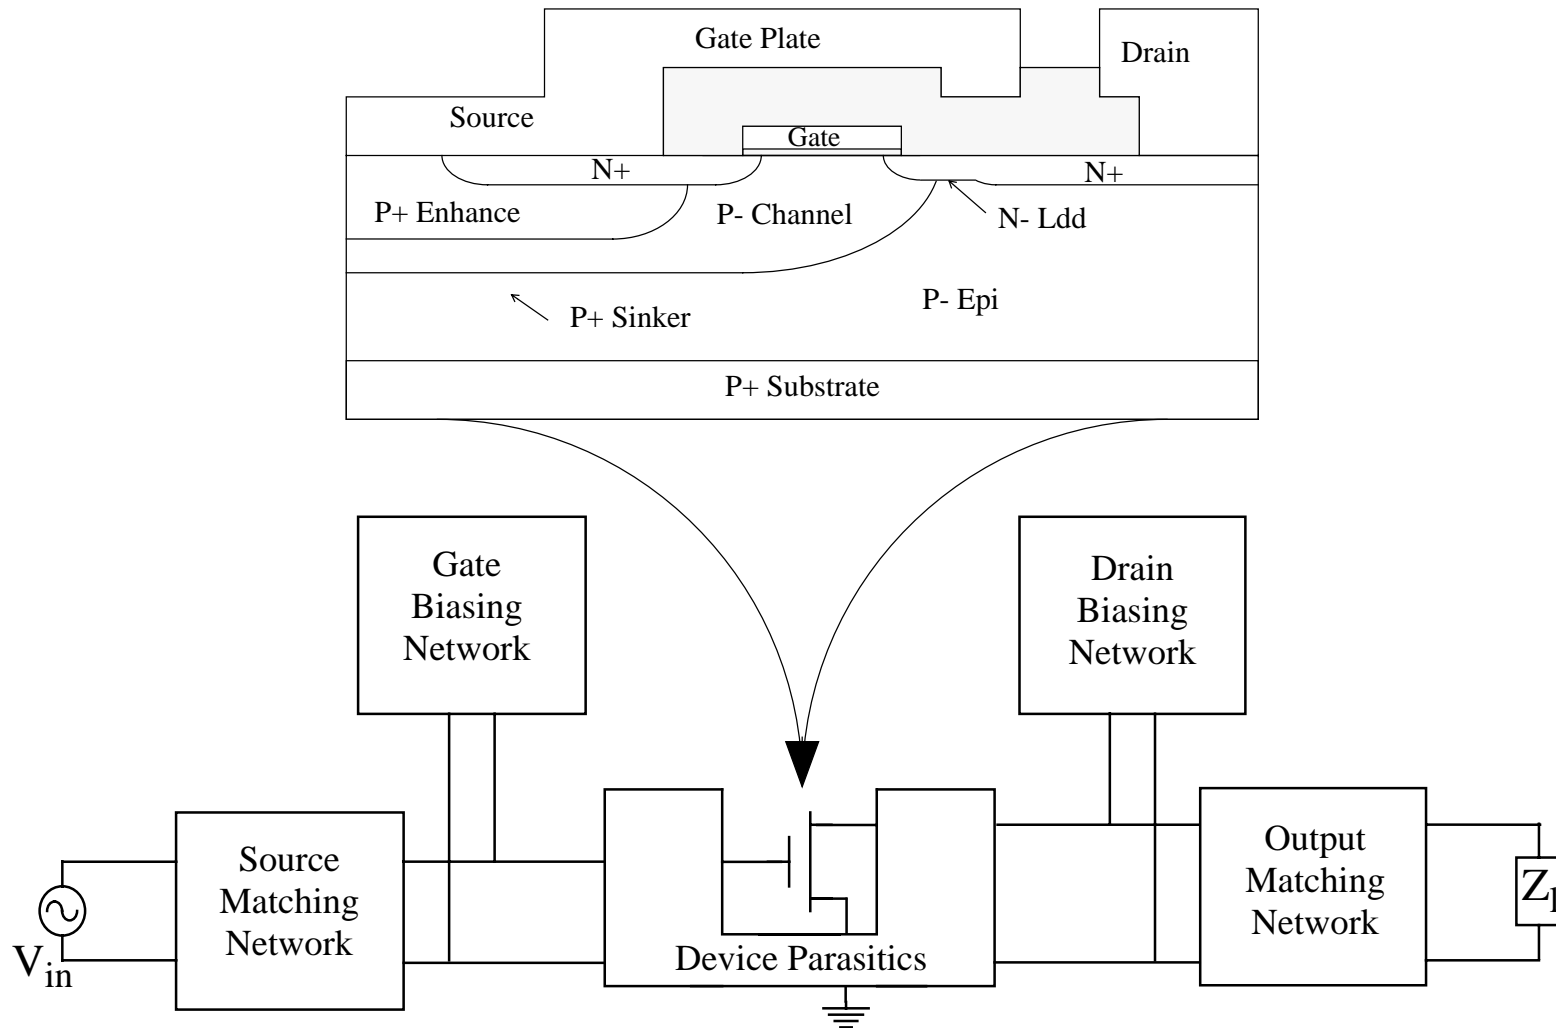 Gate Plate
Drain
Source
Gate
N+
N+
P+ Enhance
P- Channel
N- Ldd
P- Epi
P+ Sinker
P+ Substrate
Gate
Biasing
Network
Drain
Biasing
Network
Source
Matching
Network
Output
Matching
Network
Vin
Device Parasitics